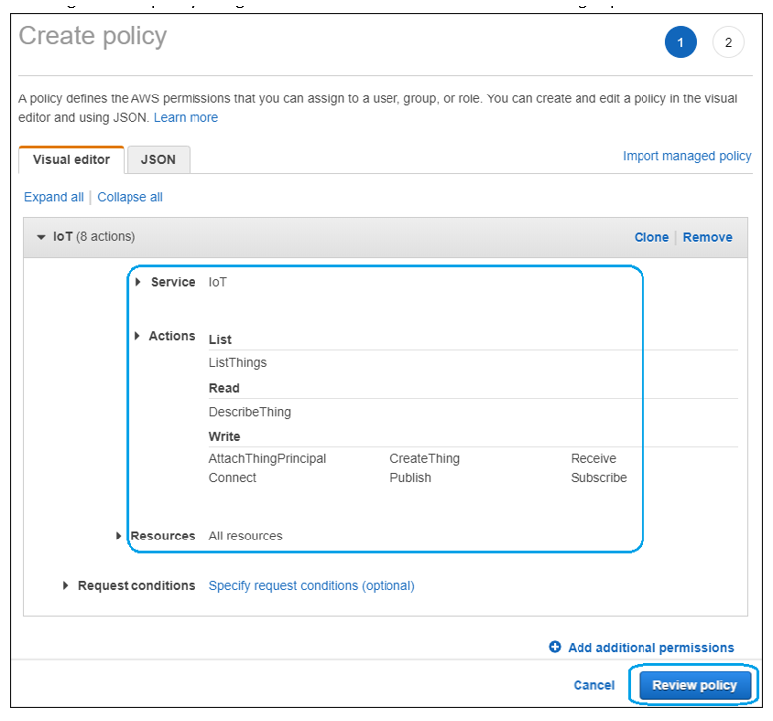 Create policy
1
2
A policy defines the AWS permissions that you can assign to a user, group, or role. You can create and edit a policy in the visual
editor and using JSON. Learn more
Visual editor
JSON
Import managed policy
Expand all | Collapse all
IoT (8 actions)
Clone | Remove
Service IoT
Actions List
ListThings
Read
DescribeThing
Write
AttachThingPrincipal CreateThing Receive
Connect Publish Subscribe
Resources All resources
Request conditions Specify request conditions (optional)
Add additional permissions
Cancel Review policy